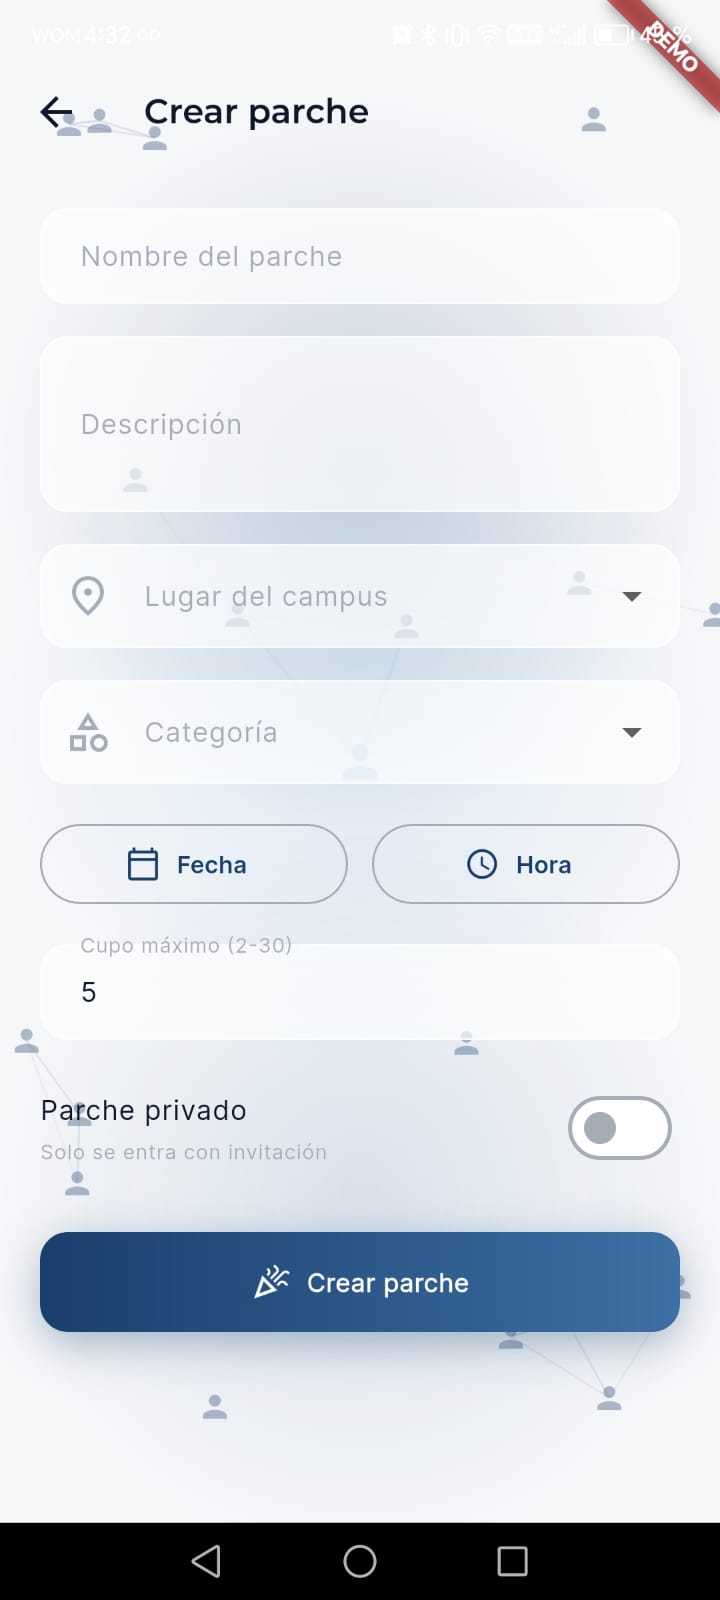 WOM 4:32
DEMO
Crear parche
Nombre del parche
Descripción
Lugar del campus
Categoría
Fecha
Hora
Cupo máximo (2-30)
5
Parche privado
Solo se entra con invitación
Crear parche